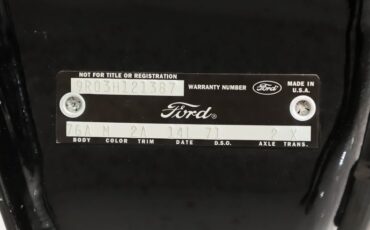 NOT FOR TITLE OR REGISTRATION
9R03H121387 WARRANTY NUMBER Ford MADE IN U.S.A.
Ford®
76A N 2A 14L 71 2 X
BODY COLOR TRIM DATE D.S.O. AXLE TRANS.